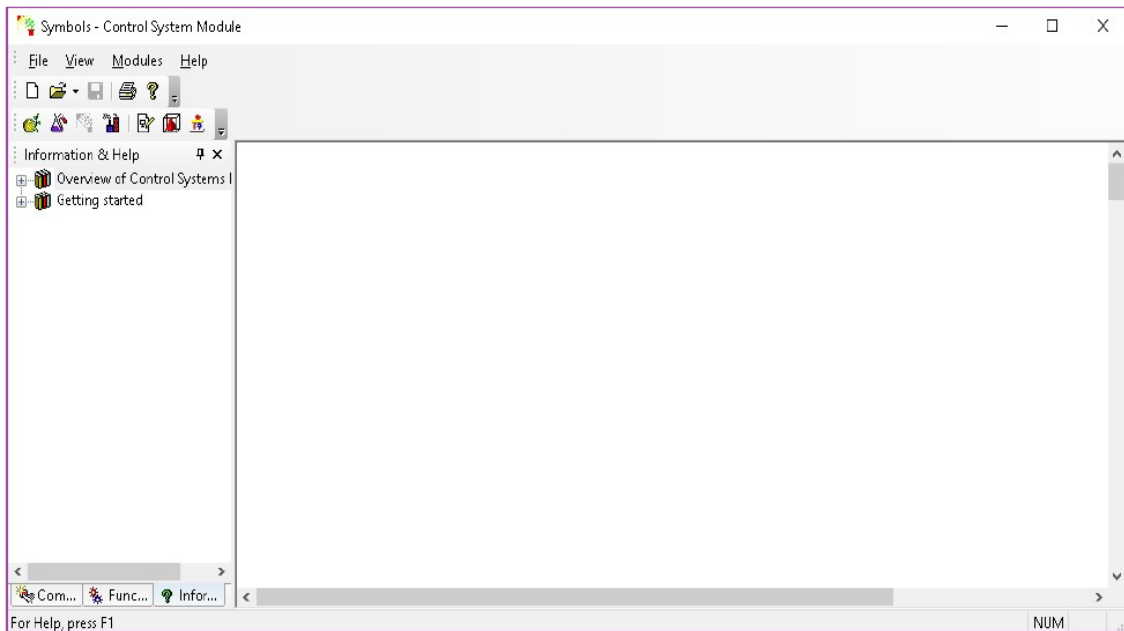 Symbols - Control System Module
File View Modules Help
Information & Help
Overview of Control Systems
Getting started
Com... Func... Infor...
For Help, press F1 NUM